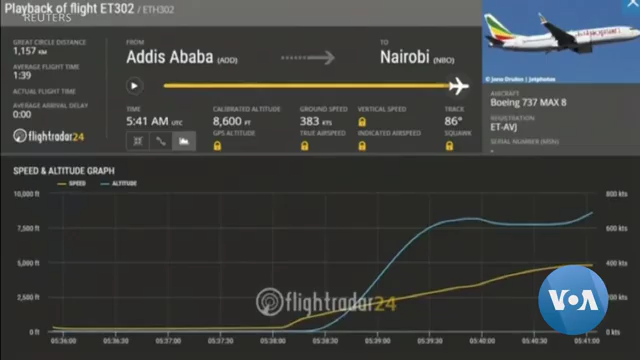 Playback of flight ET302 / ETH302
REUTERS
GREAT CIRCLE DISTANCE
1,157 KM
AVERAGE FLIGHT TIME
1:39
ACTUAL FLIGHT TIME
AVERAGE ARRIVAL DELAY
0:00
flightradar24
FROM
Addis Ababa (ADD)
TO
Nairobi (NBO)
TIME
5:41 AM UTC
CALIBRATED ALTITUDE
8,600 FT
GROUND SPEED
383 KTS
VERTICAL SPEED
TRACK
86°
GPS ALTITUDE
TRUE AIRSPEED
INDICATED AIRSPEED
SQUAWK
Ethiopian
© Jono Druion | Jetphotos
AIRCRAFT
Boeing 737 MAX 8
REGISTRATION
ET-AVJ
SERIAL NUMBER (MSN)
-
SPEED & ALTITUDE GRAPH
SPEED ALTITUDE
10,000 ft 800 kts
7,500 ft 600 kts
5,000 ft 400 kts
2,500 ft 200 kts
0 ft 0 kts
flightradar24
VOA
05:36:00 05:36:30 05:37:00 05:37:30 05:38:00 05:38:30 05:39:00 05:39:30 05:40:00 05:40:30 05:41:00